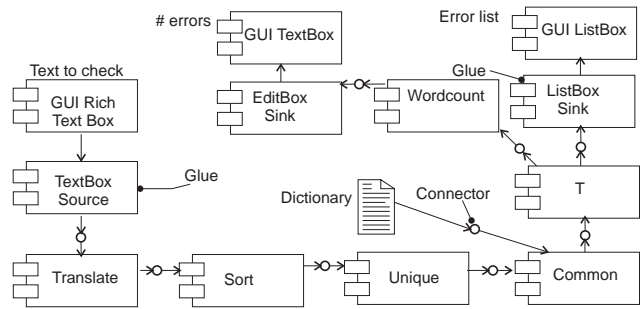 # errors
GUI TextBox
Error list
GUI ListBox
Text to check
GUI Rich
Text Box
EditBox
Sink
Wordcount
Glue
ListBox
Sink
TextBox
Source
Glue
Dictionary
Connector
T
Translate
Sort
Unique
Common